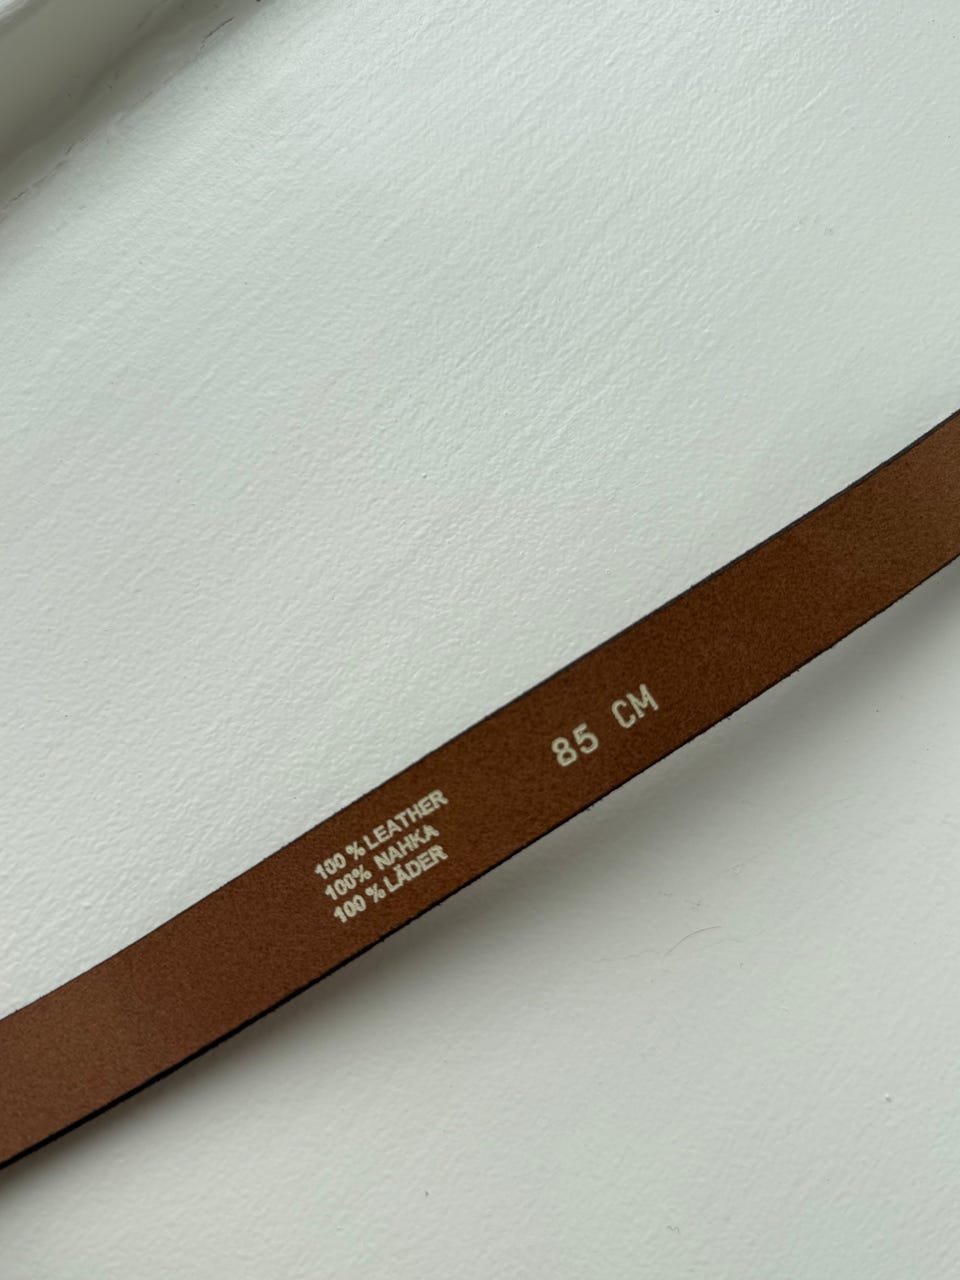 85 CM
100 % LEATHER
100% NAHKA
100 % LÄDER